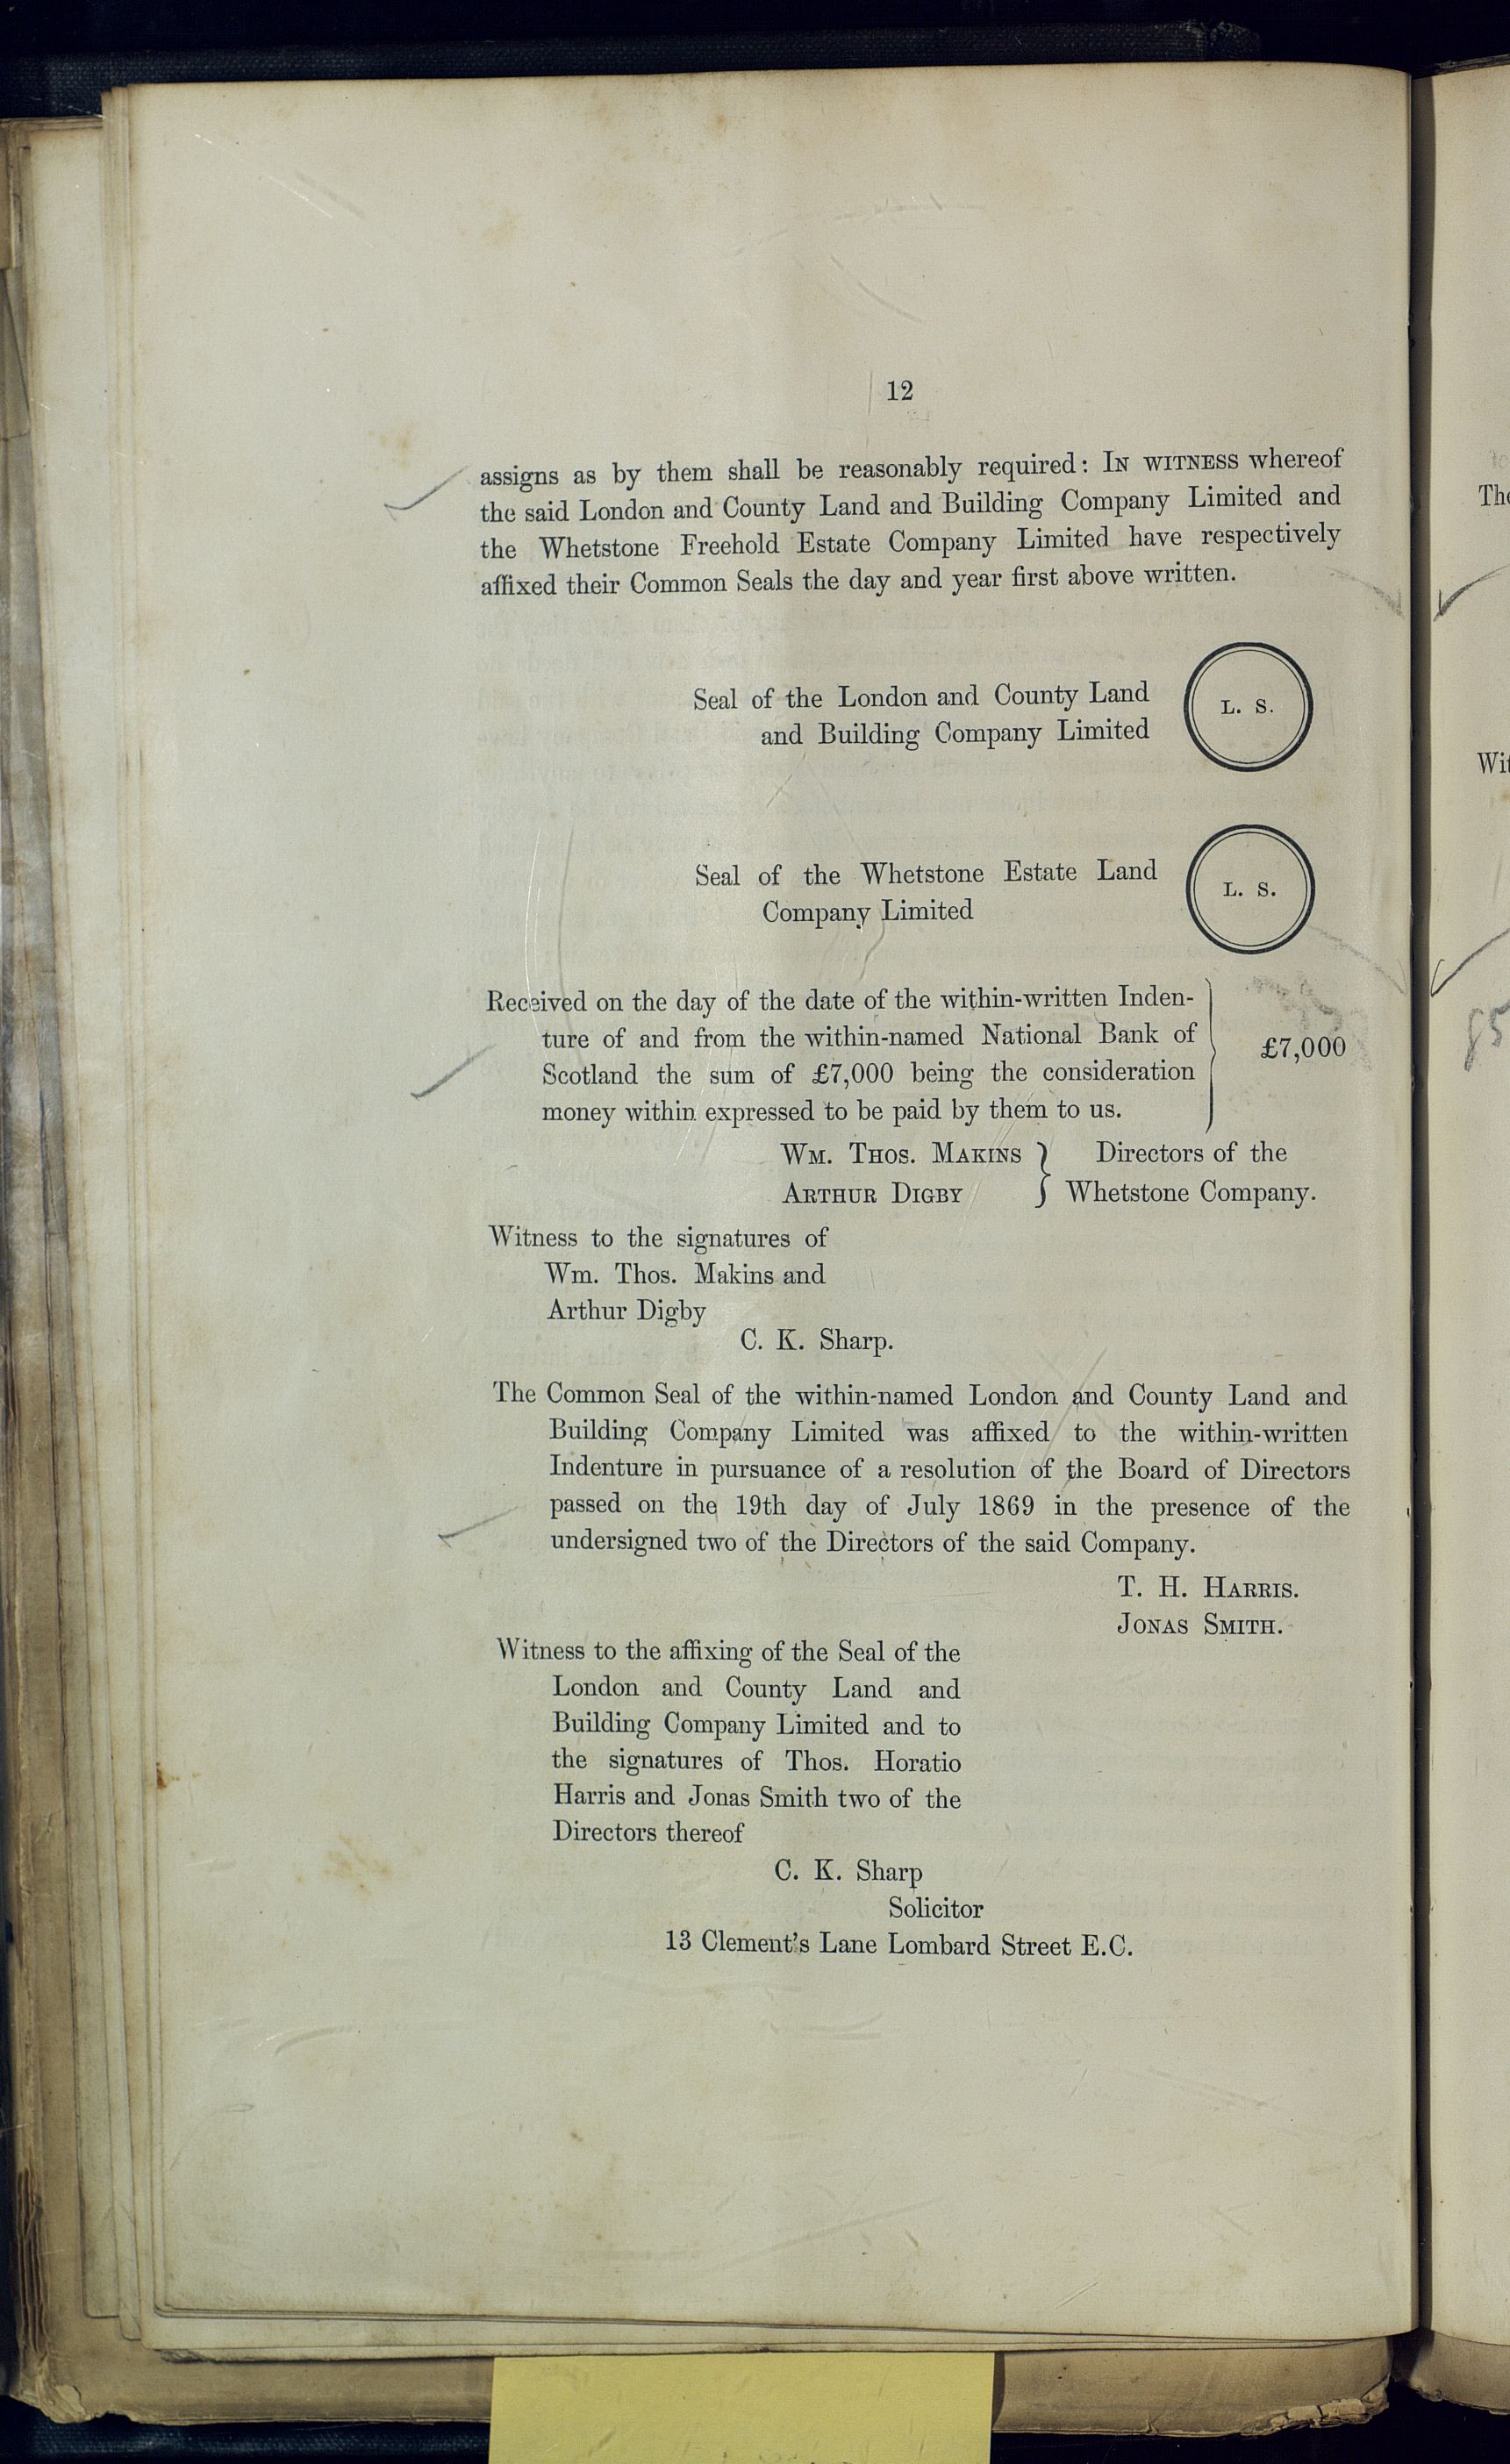 12
assigns as by them shall be reasonably required: IN WITNESS whereof
the said London and County Land and Building Company Limited and
the Whetstone Freehold Estate Company Limited have respectively
affixed their Common Seals the day and year first above written.
Seal of the London and County Land
and Building Company Limited
L. S.
Seal of the Whetstone Estate Land
Company Limited
L. S.
Received on the day of the date of the within-written Inden-
ture of and from the within-named National Bank of
Scotland the sum of £7,000 being the consideration
money within expressed to be paid by them to us.
£7,000
WM. THOS. MAKINS } Directors of the
ARTHUR DIGBY } Whetstone Company.
Witness to the signatures of
Wm. Thos. Makins and
Arthur Digby
C. K. Sharp.
The Common Seal of the within-named London and County Land and
Building Company Limited was affixed to the within-written
Indenture in pursuance of a resolution of the Board of Directors
passed on the 19th day of July 1869 in the presence of the
undersigned two of the Directors of the said Company.
T. H. HARRIS.
JONAS SMITH.
Witness to the affixing of the Seal of the
London and County Land and
Building Company Limited and to
the signatures of Thos. Horatio
Harris and Jonas Smith two of the
Directors thereof
C. K. Sharp
Solicitor
13 Clement's Lane Lombard Street E.C.